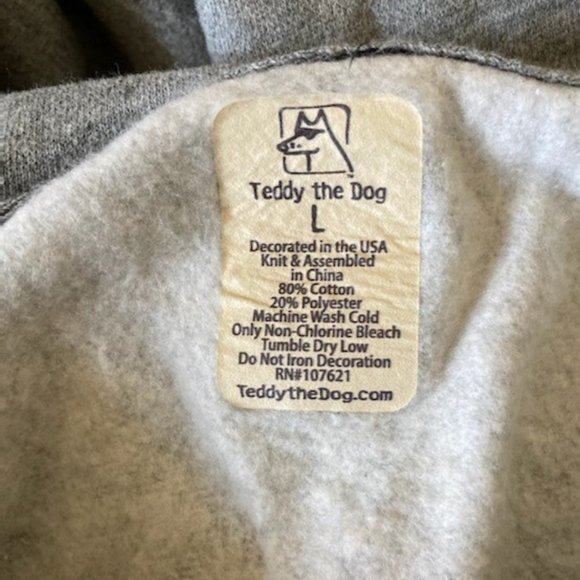 Teddy the Dog
L
Decorated in the USA
Knit & Assembled
in China
80% Cotton
20% Polyester
Machine Wash Cold
Only Non-Chlorine Bleach
Tumble Dry Low
Do Not Iron Decoration
RN#107621
TeddytheDog.com